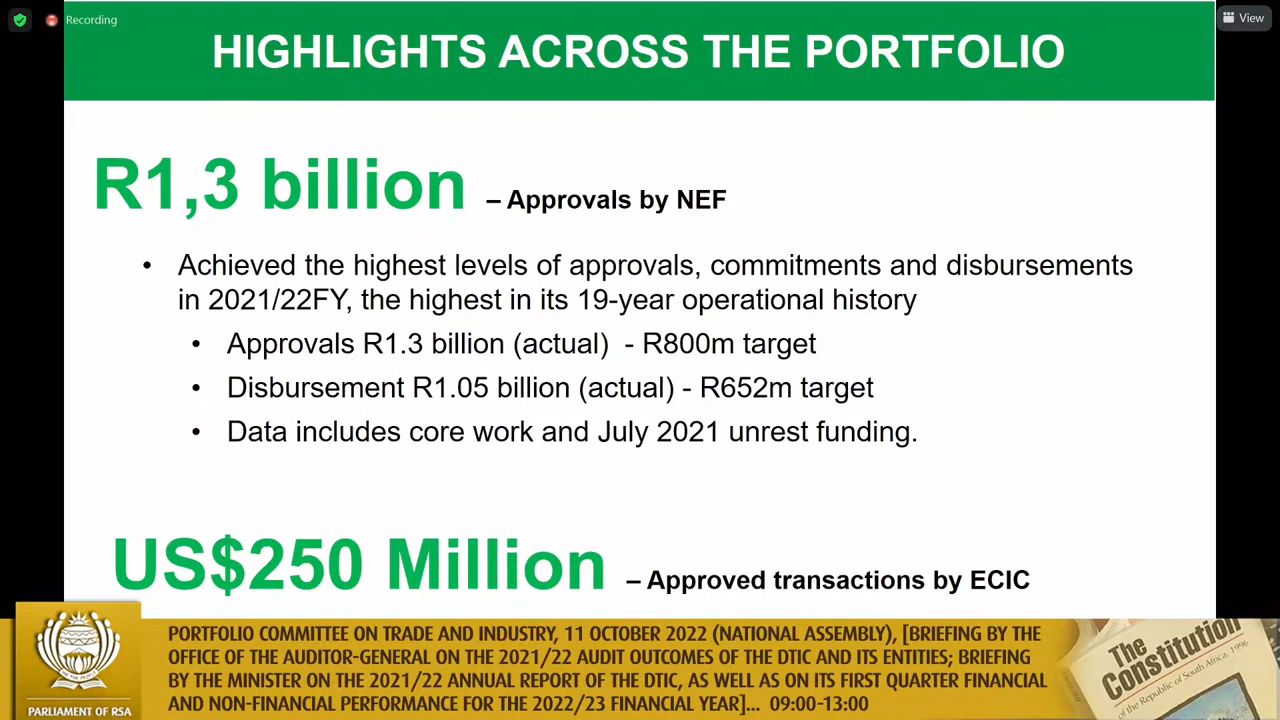 Recording
View
HIGHLIGHTS ACROSS THE PORTFOLIO
R1,3 billion – Approvals by NEF
• Achieved the highest levels of approvals, commitments and disbursements
in 2021/22FY, the highest in its 19-year operational history
• Approvals R1.3 billion (actual) - R800m target
• Disbursement R1.05 billion (actual) - R652m target
• Data includes core work and July 2021 unrest funding.
US$250 Million – Approved transactions by ECIC
PORTFOLIO COMMITTEE ON TRADE AND INDUSTRY, 11 OCTOBER 2022 (NATIONAL ASSEMBLY), [BRIEFING BY THE
OFFICE OF THE AUDITOR-GENERAL ON THE 2021/22 AUDIT OUTCOMES OF THE DTIC AND ITS ENTITIES; BRIEFING
BY THE MINISTER ON THE 2021/22 ANNUAL REPORT OF THE DTIC, AS WELL AS ON ITS FIRST QUARTER FINANCIAL
AND NON-FINANCIAL PERFORMANCE FOR THE 2022/23 FINANCIAL YEAR]... 09:00-13:00
PARLIAMENT OF RSA
The
Constitution
of the Republic of South Africa, 1996